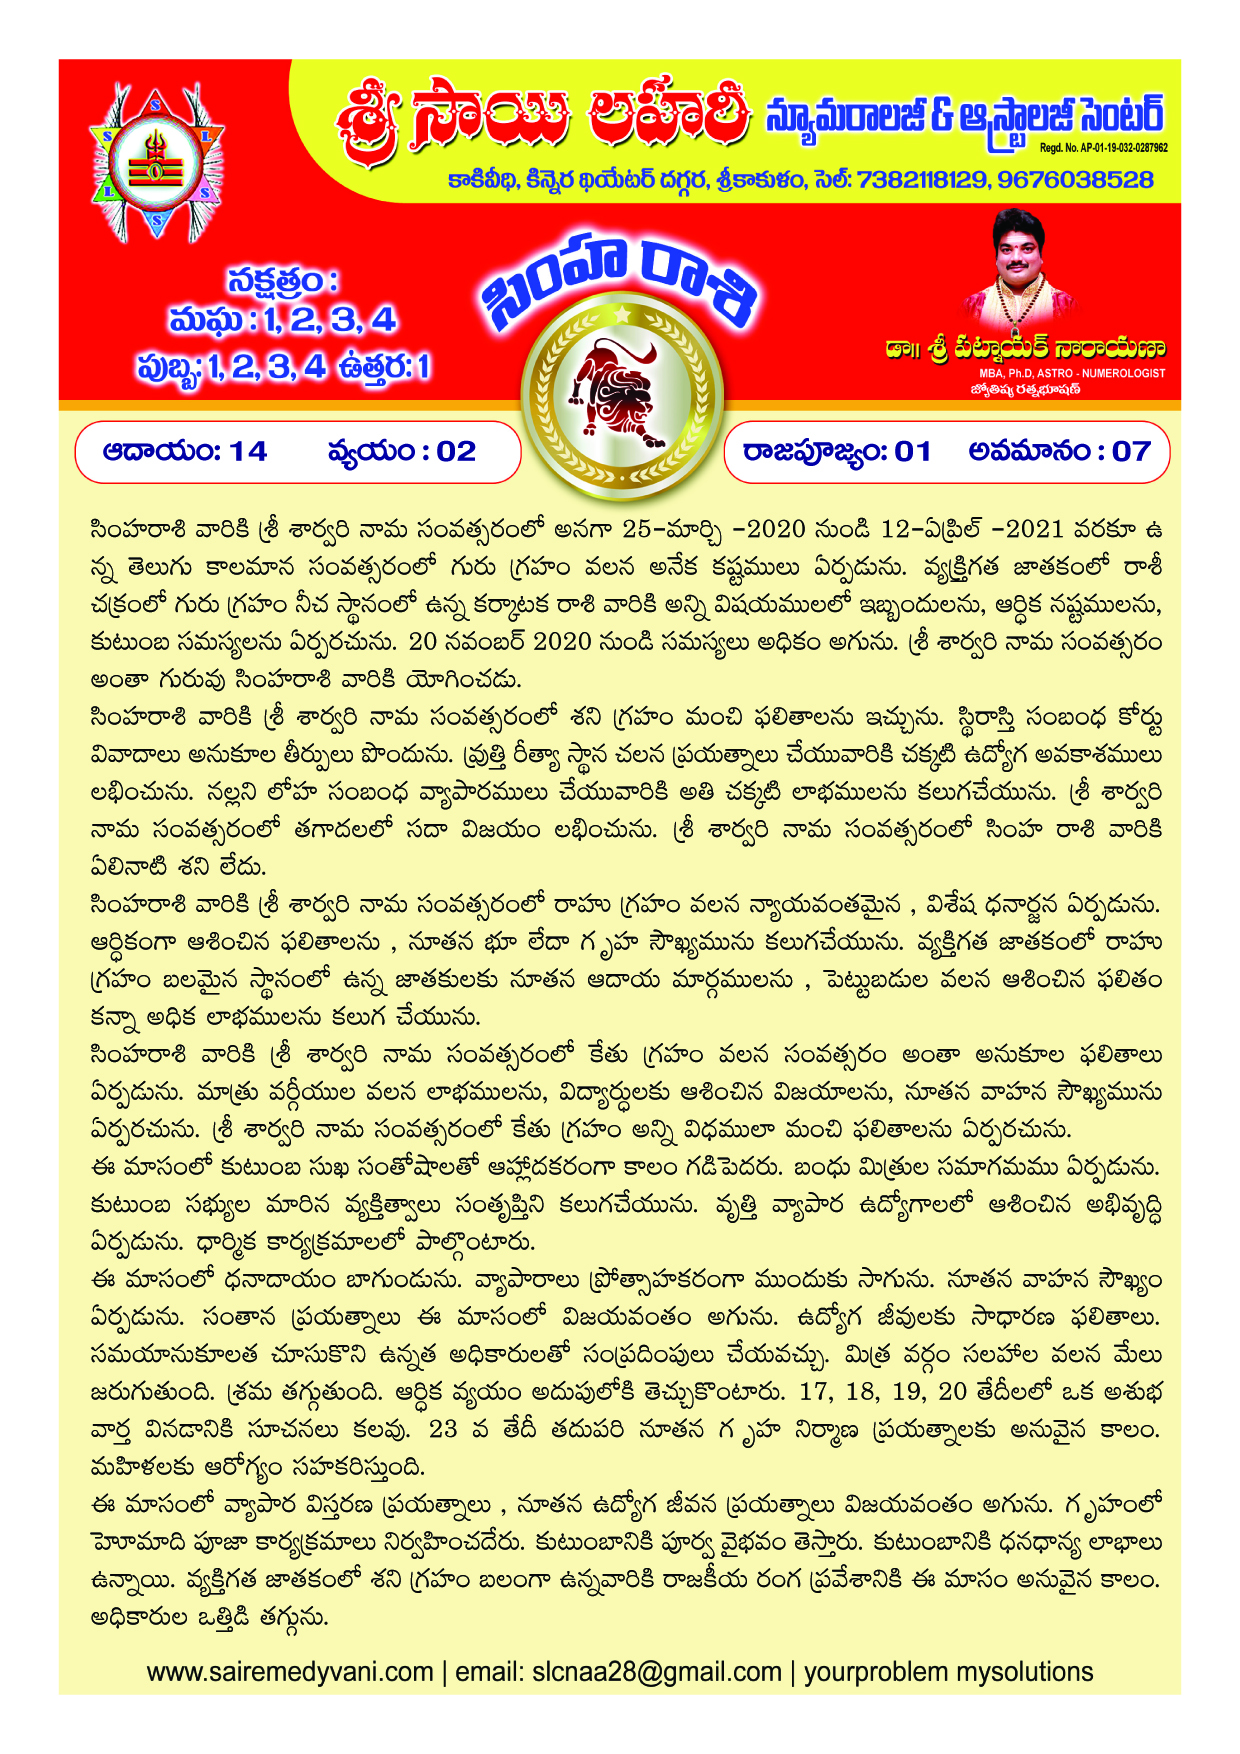 శ్రీ సాయి లహరి న్యూమరాలజీ & ఆస్ట్రాలజీ సెంటర్
Regd. No. AP-01-19-032-0287962
కాకివీధి, కిన్నెర థియేటర్ దగ్గర, శ్రీకాకుళం, సెల్: 7382118129, 9676038528
S
S L
L S
S
నక్షత్రం :
మఘ : 1, 2, 3, 4
పుబ్బ: 1, 2, 3, 4 ఉత్తర: 1
సింహ రాశి
డా|| శ్రీ పట్నాయక్ నారాయణా
MBA, Ph.D, ASTRO - NUMEROLOGIST
జ్యోతిష్య రత్నభూషణ్
ఆదాయం: 14 వ్యయం : 02
రాజపూజ్యం: 01 అవమానం : 07
సింహరాశి వారికి శ్రీ శార్వరి నామ సంవత్సరంలో అనగా 25-మార్చి -2020 నుండి 12-ఏప్రిల్ -2021 వరకూ ఉ
న్న తెలుగు కాలమాన సంవత్సరంలో గురు గ్రహం వలన అనేక కష్టములు ఏర్పడును. వ్యక్తిగత జాతకంలో రాశీ
చక్రంలో గురు గ్రహం నీచ స్థానంలో ఉన్న కర్కాటక రాశి వారికి అన్ని విషయములలో ఇబ్బందులను, ఆర్ధిక నష్టములను,
కుటుంబ సమస్యలను ఏర్పరచును. 20 నవంబర్ 2020 నుండి సమస్యలు అధికం అగును. శ్రీ శార్వరి నామ సంవత్సరం
అంతా గురువు సింహరాశి వారికి యోగించడు.
సింహరాశి వారికి శ్రీ శార్వరి నామ సంవత్సరంలో శని గ్రహం మంచి ఫలితాలను ఇచ్చును. స్థిరాస్తి సంబంధ కోర్టు
వివాదాలు అనుకూల తీర్పులు పొందును. వ్రుత్తి రీత్యా స్థాన చలన ప్రయత్నాలు చేయువారికి చక్కటి ఉద్యోగ అవకాశములు
లభించును. నల్లని లోహ సంబంధ వ్యాపారములు చేయువారికి అతి చక్కటి లాభములను కలుగచేయును. శ్రీ శార్వరి
నామ సంవత్సరంలో తగాదలలో సదా విజయం లభించును. శ్రీ శార్వరి నామ సంవత్సరంలో సింహ రాశి వారికి
ఏలినాటి శని లేదు.
సింహరాశి వారికి శ్రీ శార్వరి నామ సంవత్సరంలో రాహు గ్రహం వలన న్యాయవంతమైన , విశేష ధనార్జన ఏర్పడును.
ఆర్ధికంగా ఆశించిన ఫలితాలను , నూతన భూ లేదా గృహ సౌఖ్యమును కలుగచేయును. వ్యక్తిగత జాతకంలో రాహు
గ్రహం బలమైన స్థానంలో ఉన్న జాతకులకు నూతన ఆదాయ మార్గములను , పెట్టుబడుల వలన ఆశించిన ఫలితం
కన్నా అధిక లాభములను కలుగ చేయును.
సింహరాశి వారికి శ్రీ శార్వరి నామ సంవత్సరంలో కేతు గ్రహం వలన సంవత్సరం అంతా అనుకూల ఫలితాలు
ఏర్పడును. మాత్రు వర్గీయుల వలన లాభములను, విద్యార్ధులకు ఆశించిన విజయాలను, నూతన వాహన సౌఖ్యమును
ఏర్పరచును. శ్రీ శార్వరి నామ సంవత్సరంలో కేతు గ్రహం అన్ని విధములా మంచి ఫలితాలను ఏర్పరచును.
ఈ మాసంలో కుటుంబ సుఖ సంతోషాలతో ఆహ్లాదకరంగా కాలం గడిపెదరు. బంధు మిత్రుల సమాగమము ఏర్పడును.
కుటుంబ సభ్యుల మారిన వ్యక్తిత్వాలు సంతృప్తిని కలుగచేయును. వృత్తి వ్యాపార ఉద్యోగాలలో ఆశించిన అభివృద్ధి
ఏర్పడును. ధార్మిక కార్యక్రమాలలో పాల్గొంటారు.
ఈ మాసంలో ధనాదాయం బాగుండును. వ్యాపారాలు ప్రోత్సాహకరంగా ముందుకు సాగును. నూతన వాహన సౌఖ్యం
ఏర్పడును. సంతాన ప్రయత్నాలు ఈ మాసంలో విజయవంతం అగును. ఉద్యోగ జీవులకు సాధారణ ఫలితాలు.
సమయానుకూలత చూసుకొని ఉన్నత అధికారులతో సంప్రదింపులు చేయవచ్చు. మిత్ర వర్గం సలహాల వలన మేలు
జరుగుతుంది. శ్రమ తగ్గుతుంది. ఆర్ధిక వ్యయం అదుపులోకి తెచ్చుకొంటారు. 17, 18, 19, 20 తేదీలలో ఒక అశుభ
వార్త వినడానికి సూచనలు కలవు. 23 వ తేదీ తదుపరి నూతన గృహ నిర్మాణ ప్రయత్నాలకు అనువైన కాలం.
మహిళలకు ఆరోగ్యం సహకరిస్తుంది.
ఈ మాసంలో వ్యాపార విస్తరణ ప్రయత్నాలు , నూతన ఉద్యోగ జీవన ప్రయత్నాలు విజయవంతం అగును. గృహంలో
హెూమాది పూజా కార్యక్రమాలు నిర్వహించదేరు. కుటుంబానికి పూర్వ వైభవం తెస్తారు. కుటుంబానికి ధనధాన్య లాభాలు
ఉన్నాయి. వ్యక్తిగత జాతకంలో శని గ్రహం బలంగా ఉన్నవారికి రాజకీయ రంగ ప్రవేశానికి ఈ మాసం అనువైన కాలం.
అధికారుల ఒత్తిడి తగ్గును.
www.sairemedyvani.com | email: slcnaa28@gmail.com | yourproblem mysolutions